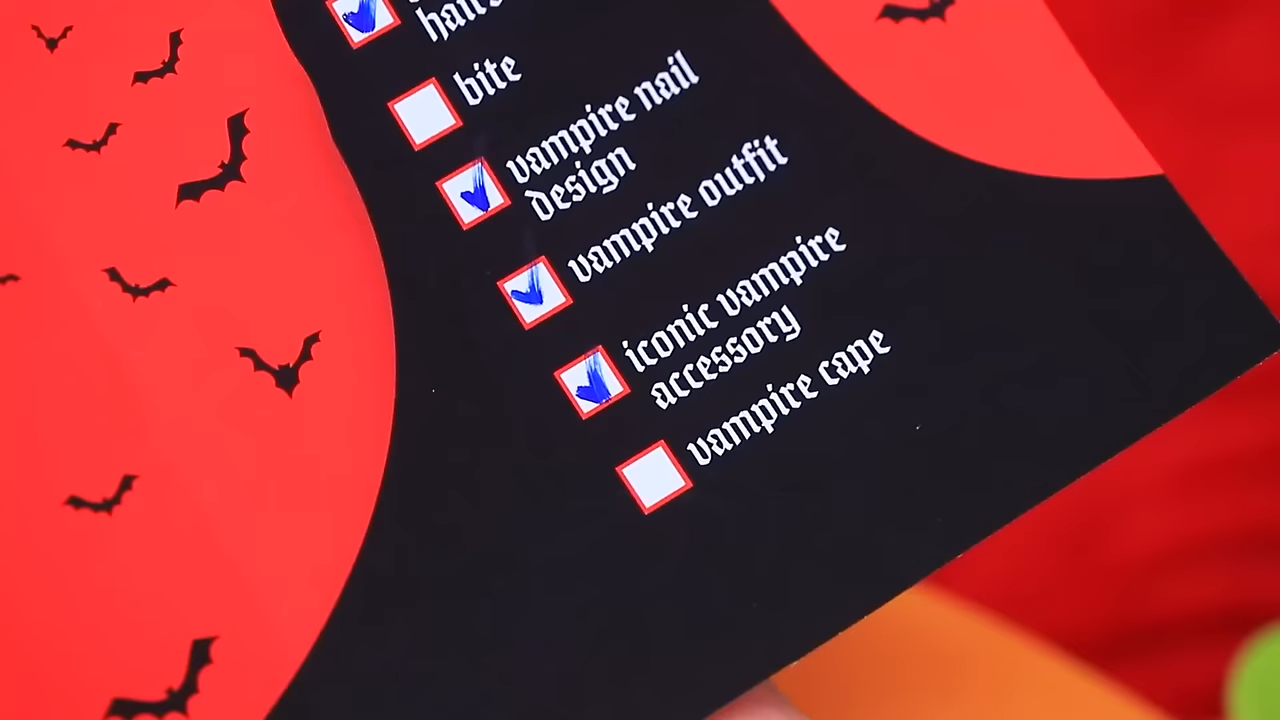 bite
vampire nail
design
vampire outfit
iconic vampire
accessory
vampire cape